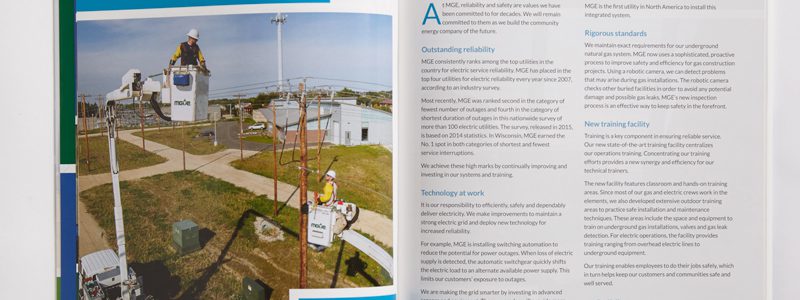 mge
mge
At MGE, reliability and safety are values we have
been committed to for decades. We will remain
committed to them as we build the community
energy company of the future.
Outstanding reliability
MGE consistently ranks among the top utilities in the
country for electric service reliability. MGE has placed in the
top four utilities for electric reliability every year since 2007,
according to an industry survey.
Most recently, MGE was ranked second in the category of
fewest number of outages and fourth in the category of
shortest duration of outages in this nationwide survey of
more than 100 electric utilities. The survey, released in 2015,
is based on 2014 statistics. In Wisconsin, MGE earned the
No. 1 spot in both categories of shortest and fewest
service interruptions.
We achieve these high marks by continually improving and
investing in our systems and training.
Technology at work
It is our responsibility to efficiently, safely and dependably
deliver electricity. We make improvements to maintain a
strong electric grid and deploy new technology for
increased reliability.
For example, MGE is installing switching automation to
reduce the potential for power outages. When loss of electric
supply is detected, the automatic switchgear quickly shifts
the electric load to an alternate available power supply. This
limits our customers' exposure to outages.
We are making the grid smarter by investing in advanced
MGE is the first utility in North America to install this
integrated system.
Rigorous standards
We maintain exact requirements for our underground
natural gas system. MGE now uses a sophisticated, proactive
process to improve safety and efficiency for gas construction
projects. Using a robotic camera, we can detect problems
that may arise during gas installations. The robotic camera
checks other buried facilities in order to avoid any potential
damage and possible gas leaks. MGE's new inspection
process is an effective way to keep safety in the forefront.
New training facility
Training is a key component in ensuring reliable service.
Our new state-of-the-art training facility centralizes
our operations training. Concentrating our training
efforts provides a new synergy and efficiency for our
technical trainers.
The new facility features classroom and hands-on training
areas. Since most of our gas and electric crews work in the
elements, we also developed extensive outdoor training
areas to practice safe installation and maintenance
techniques. These areas include the space and equipment to
train on underground gas installations, valves and gas leak
detection. For electric operations, the facility provides
training ranging from overhead electric lines to
underground equipment.
Our training enables employees to do their jobs safely, which
in turn helps keep our customers and communities safe and
well served.